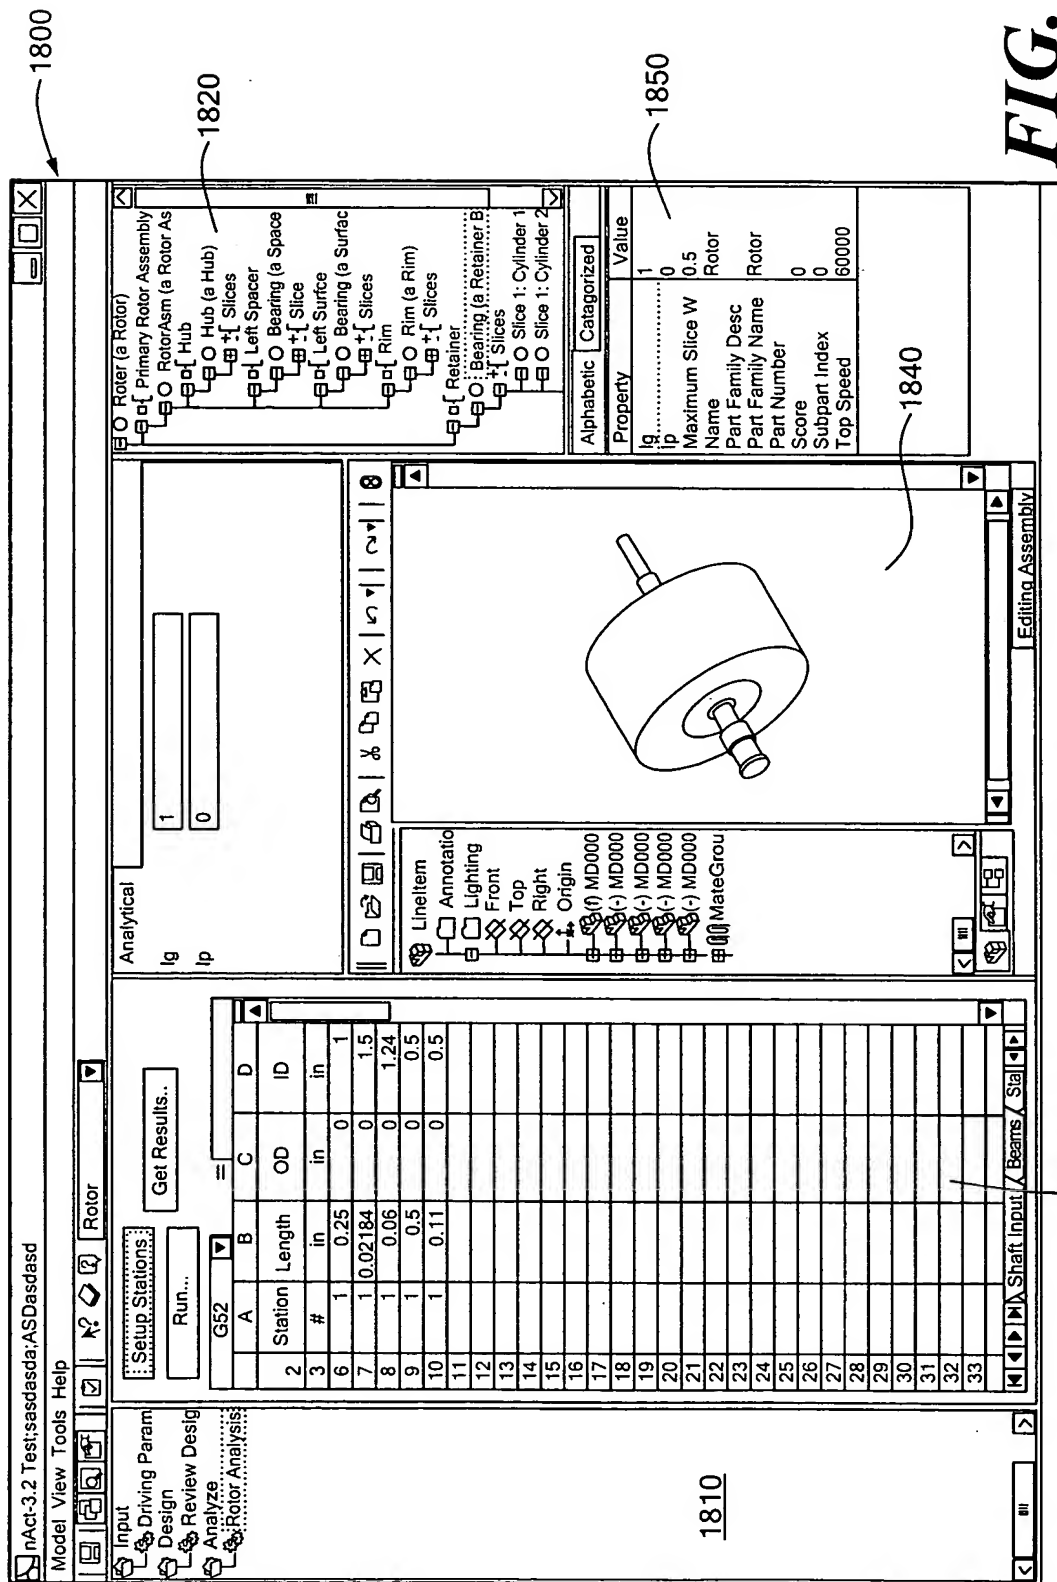 nAct-3.2 Test;sasdasda;ASDasdasd
Model View Tools Help
Rotor
Input
Driving Param
Design
Review Desig
Analyze
Rotor Analysis
1810
Setup Stations
Run...
Get Results..
G52 =
A B C D
2 Station Length OD ID
3 # in in in
6 1 0.25 0 1
7 1 0.02184 0 1.5
8 1 0.06 0 1.24
9 1 0.5 0 0.5
10 1 0.11 0 0.5
11
12
13
14
15
16
17
18
19
20
21
22
23
24
25
26
27
28
29
30
31
32
33
Shaft Input Beams Sta
Analytical
Ig 1
Ip 0
LineItem
Annotatio
Lighting
Front
Top
Right
Origin
(f) MD000
(-) MD000
(-) MD000
(-) MD000
(-) MD000
MateGrou
Editing Assembly
1840
Roter (a Rotor)
Primary Rotor Assembly
RotorAsm (a Rotor As
Hub
Hub (a Hub)
Slices
Left Spacer
Bearing (a Space
Slice
Left Surfce
Bearing (a Surfac
Slices
Rim
Rim (a Rim)
Slices
Retainer
Bearing (a Retainer B
Slices
Slice 1: Cylinder 1
Slice 1: Cylinder 2
1820
1800
Alphabetic Catagorized
Property Value
Ig 1
ip 0
Maximum Slice W 0.5
Name Rotor
Part Family Desc
Part Family Name Rotor
Part Number
Score 0
Subpart Index 0
Top Speed 60000
1850
FIG.